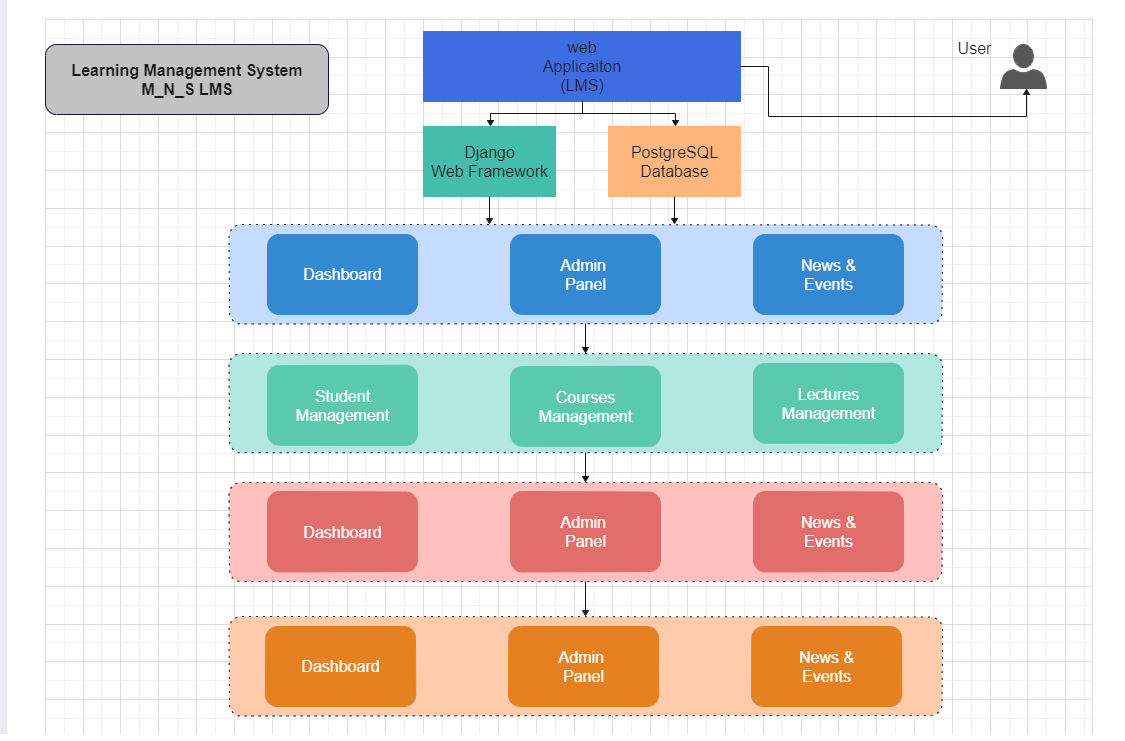 Learning Management System
M_N_S LMS
web
Applicaiton
(LMS)
User
Django
Web Framework
PostgreSQL
Database
Dashboard
Admin
Panel
News &
Events
Student
Management
Courses
Management
Lectures
Management
Dashboard
Admin
Panel
News &
Events
Dashboard
Admin
Panel
News &
Events